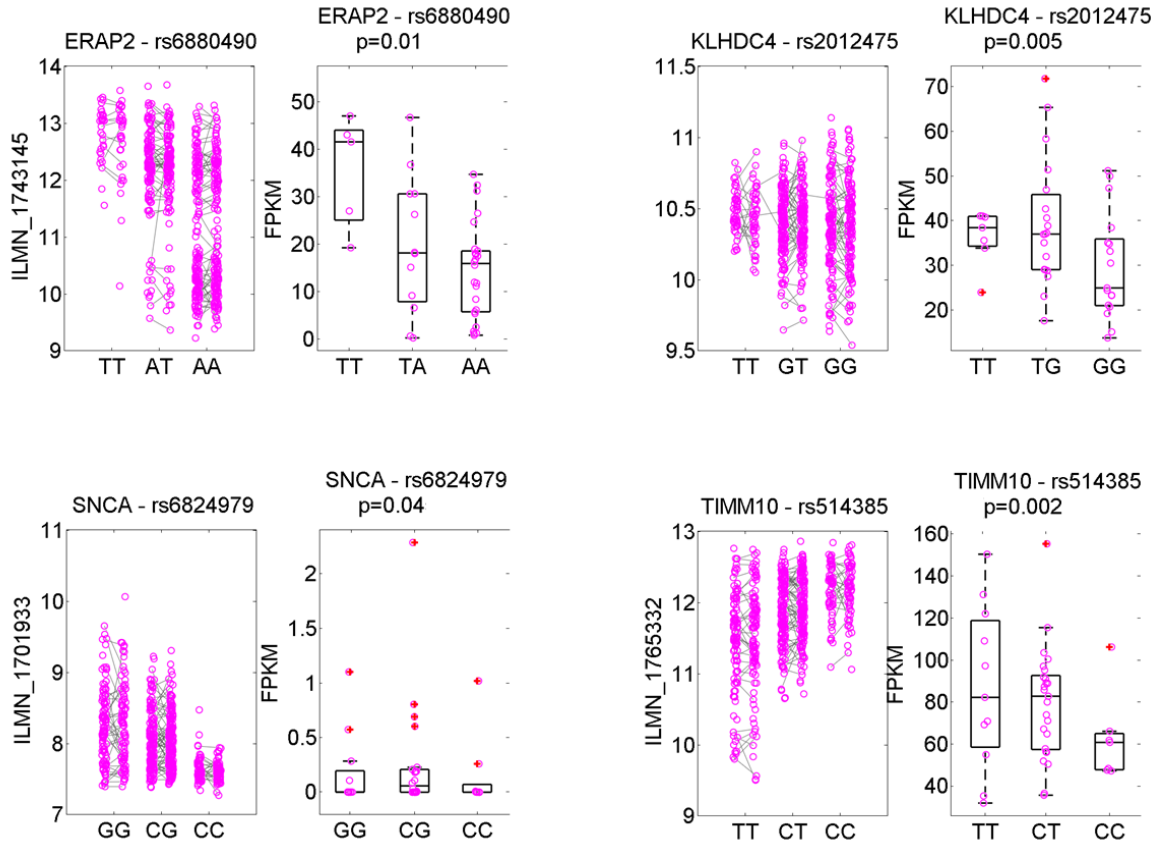 ERAP2 - rs6880490
ERAP2 - rs6880490
p=0.01
14
13
12
11
10
9
ILMN_1743145
TT AT AA
50
40
30
20
10
0
FPKM
TT TA AA
KLHDC4 - rs2012475
KLHDC4 - rs2012475
p=0.005
11.5
11
10.5
10
9.5
TT GT GG
70
60
50
40
30
20
FPKM
TT TG GG
SNCA - rs6824979
SNCA - rs6824979
p=0.04
11
10
9
8
7
ILMN_1701933
GG CG CC
2
1.5
1
0.5
0
FPKM
GG CG CC
TIMM10 - rs514385
TIMM10 - rs514385
p=0.002
13
12
11
10
9
ILMN_1765332
TT CT CC
160
140
120
100
80
60
40
FPKM
TT CT CC